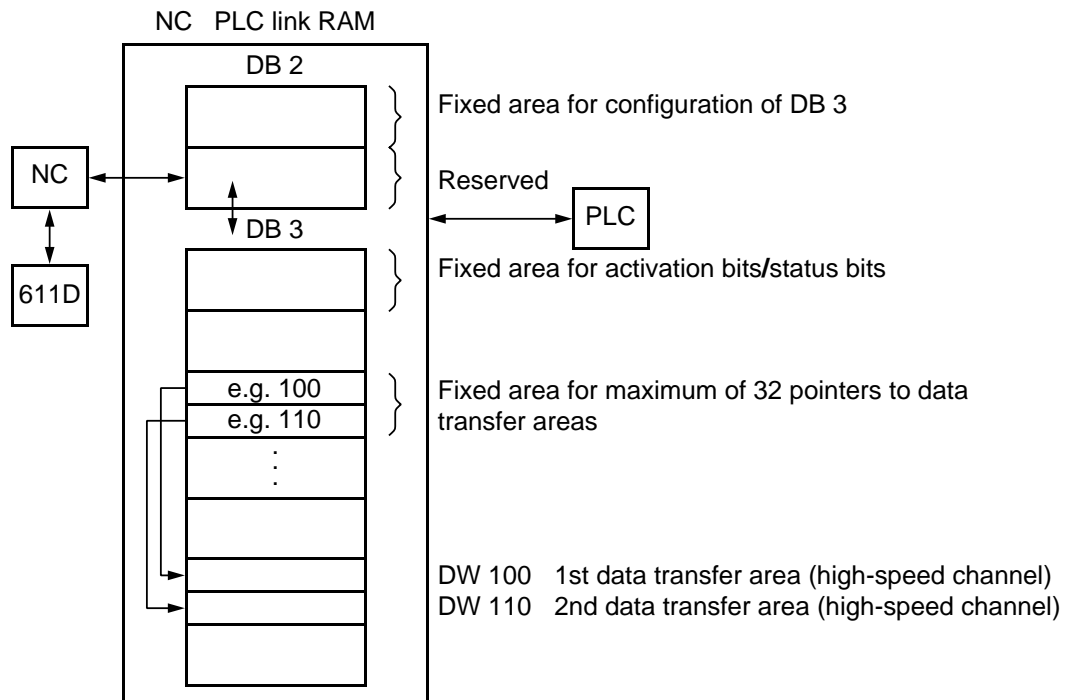 NC PLC link RAM
DB 2
Fixed area for configuration of DB 3
NC
Reserved
PLC
DB 3
Fixed area for activation bits/status bits
611D
e.g. 100
Fixed area for maximum of 32 pointers to data
transfer areas
e.g. 110
DW 100 1st data transfer area (high-speed channel)
DW 110 2nd data transfer area (high-speed channel)